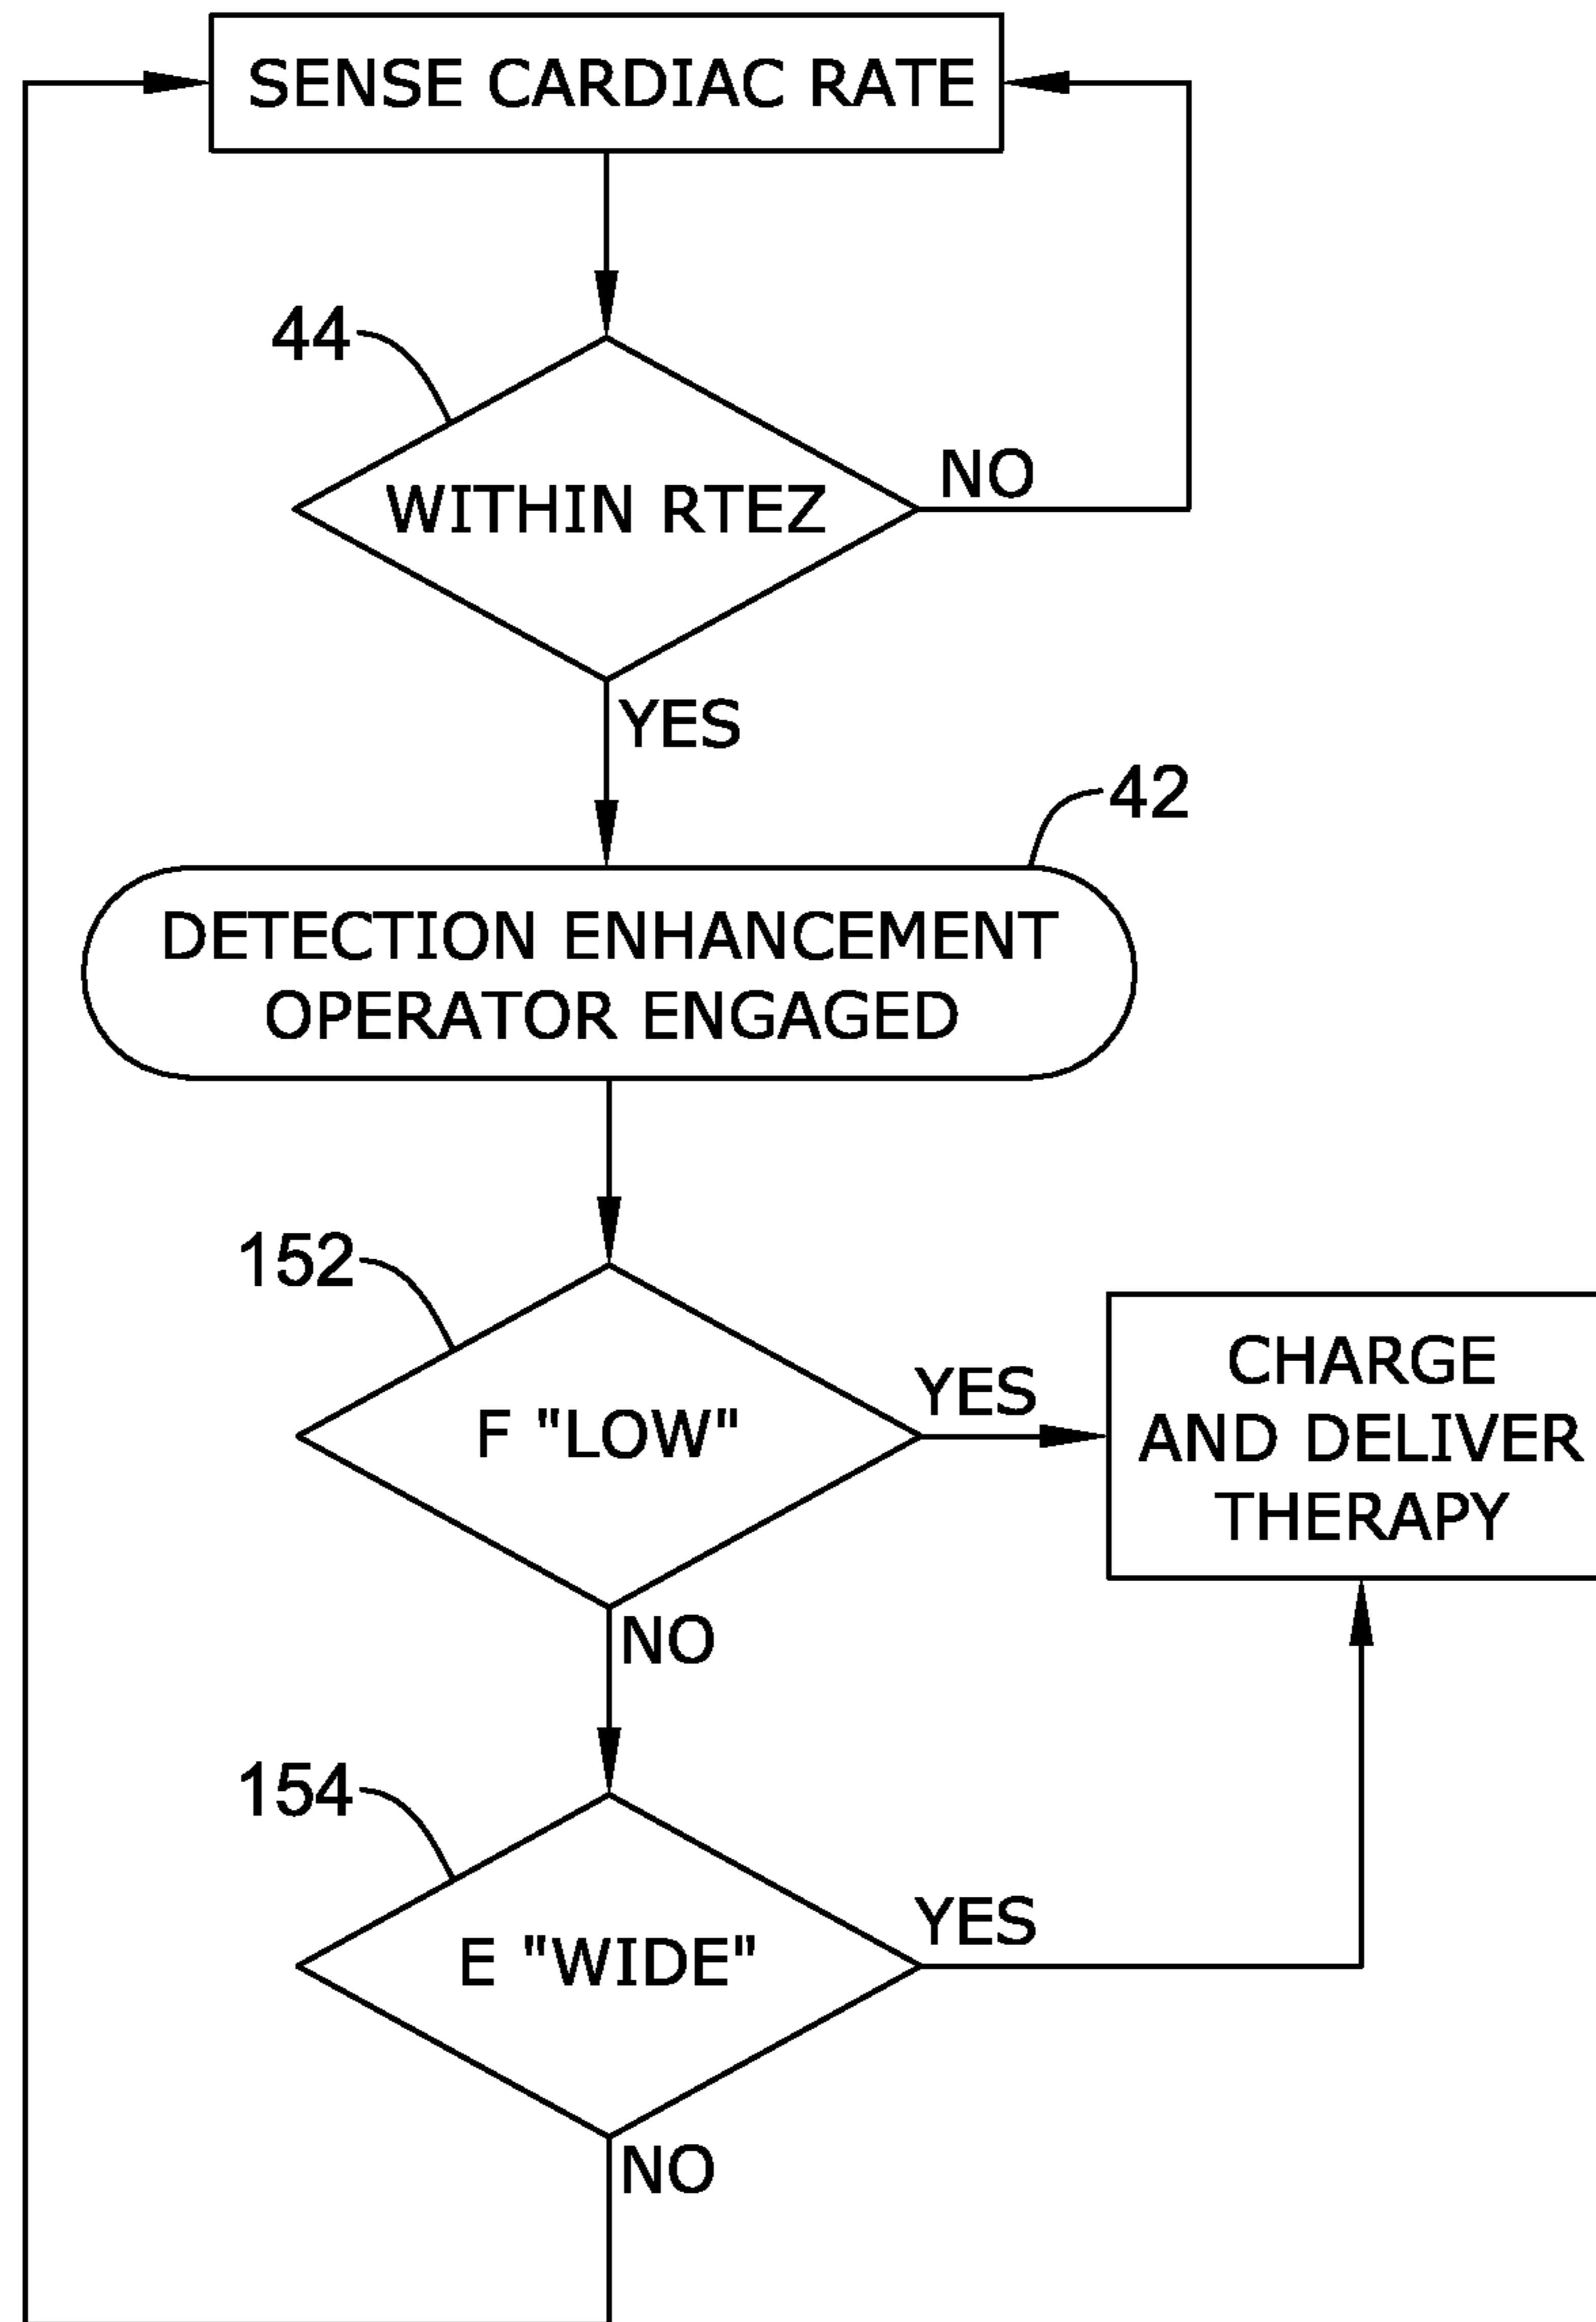 SENSE CARDIAC RATE
44
WITHIN RTEZ
NO
YES
42
DETECTION ENHANCEMENT
OPERATOR ENGAGED
152
F "LOW"
YES
CHARGE
AND DELIVER
THERAPY
NO
154
E "WIDE"
YES
NO